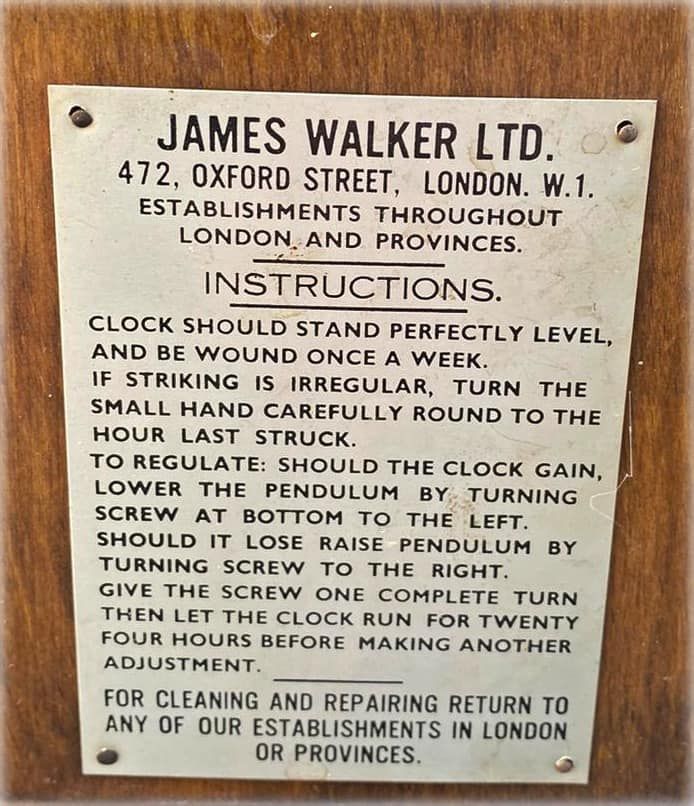 JAMES WALKER LTD.
472, OXFORD STREET, LONDON. W.1.
ESTABLISHMENTS THROUGHOUT
LONDON AND PROVINCES.
INSTRUCTIONS.
CLOCK SHOULD STAND PERFECTLY LEVEL,
AND BE WOUND ONCE A WEEK.
IF STRIKING IS IRREGULAR, TURN THE
SMALL HAND CAREFULLY ROUND TO THE
HOUR LAST STRUCK.
TO REGULATE: SHOULD THE CLOCK GAIN,
LOWER THE PENDULUM BY TURNING
SCREW AT BOTTOM TO THE LEFT.
SHOULD IT LOSE RAISE PENDULUM BY
TURNING SCREW TO THE RIGHT.
GIVE THE SCREW ONE COMPLETE TURN
THEN LET THE CLOCK RUN FOR TWENTY
FOUR HOURS BEFORE MAKING ANOTHER
ADJUSTMENT.
FOR CLEANING AND REPAIRING RETURN TO
ANY OF OUR ESTABLISHMENTS IN LONDON
OR PROVINCES.